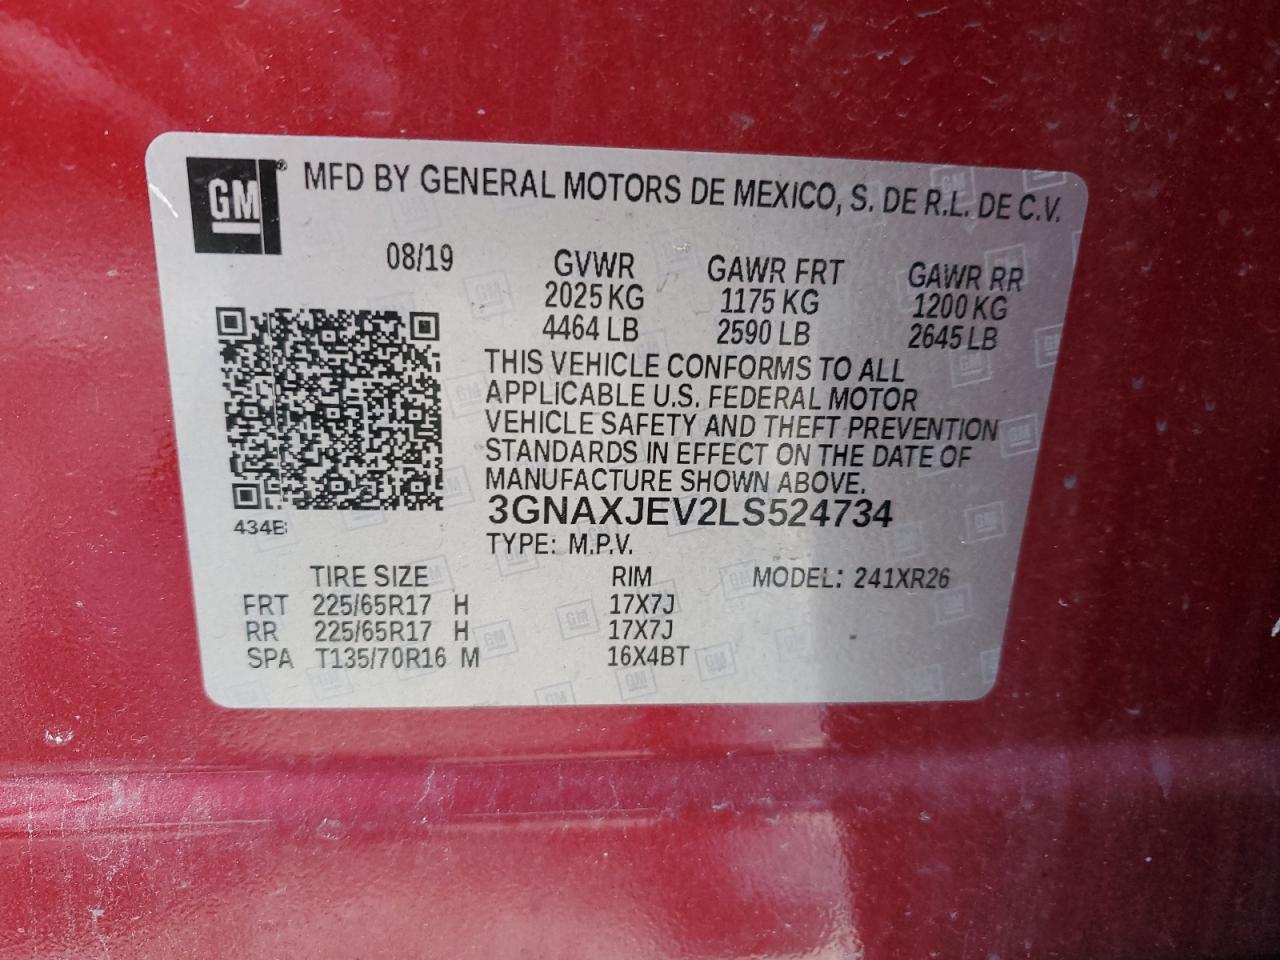 GM® MFD BY GENERAL MOTORS DE MEXICO, S. DE R.L. DE C.V.
08/19 GVWR GAWR FRT GAWR RR
2025 KG 1175 KG 1200 KG
4464 LB 2590 LB 2645 LB
THIS VEHICLE CONFORMS TO ALL
APPLICABLE U.S. FEDERAL MOTOR
VEHICLE SAFETY AND THEFT PREVENTION
STANDARDS IN EFFECT ON THE DATE OF
MANUFACTURE SHOWN ABOVE.
3GNAXJEV2LS524734
434B
TYPE: M.P.V.
TIRE SIZE RIM MODEL: 241XR26
FRT 225/65R17 H 17X7J
RR 225/65R17 H 17X7J
SPA T135/70R16 M 16X4BT